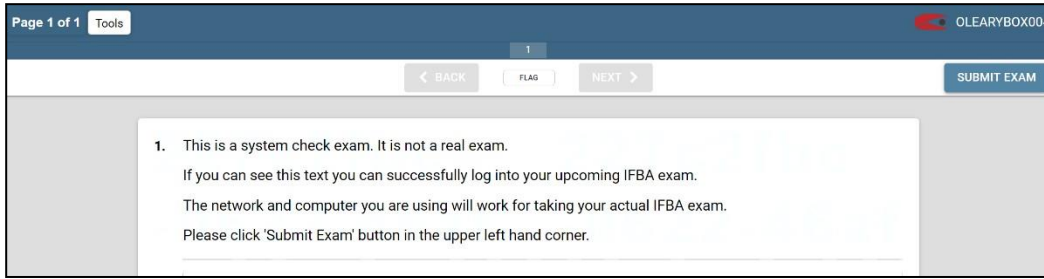 Page 1 of 1 Tools OLEARYBOX004
1
BACK FLAG NEXT SUBMIT EXAM
1. This is a system check exam. It is not a real exam.
If you can see this text you can successfully log into your upcoming IFBA exam.
The network and computer you are using will work for taking your actual IFBA exam.
Please click 'Submit Exam' button in the upper left hand corner.